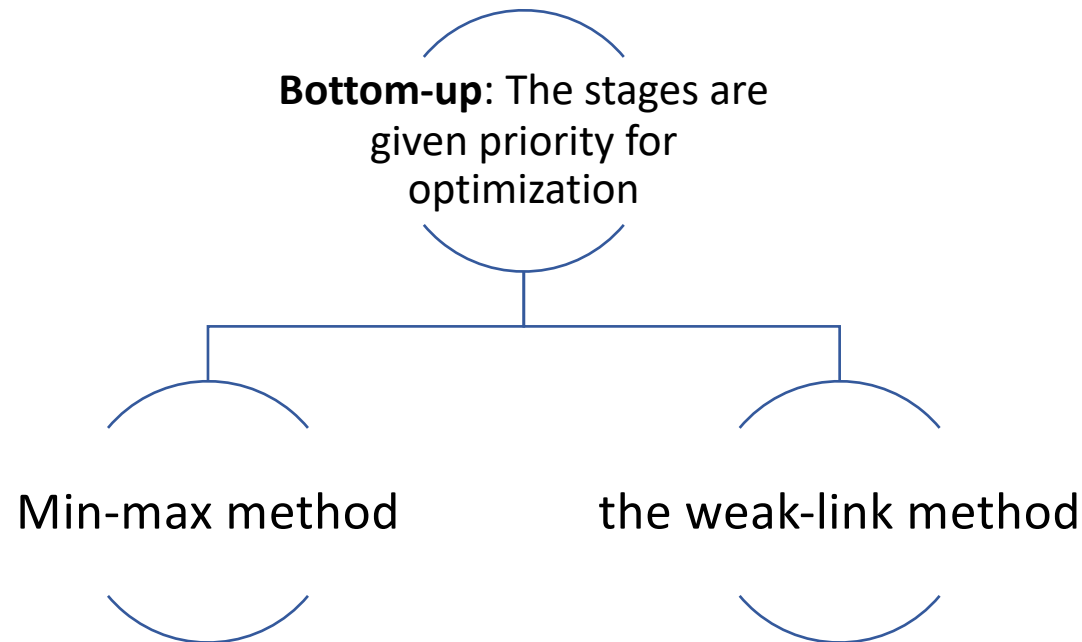 Bottom-up: The stages are
given priority for
optimization
Min-max method
the weak-link method